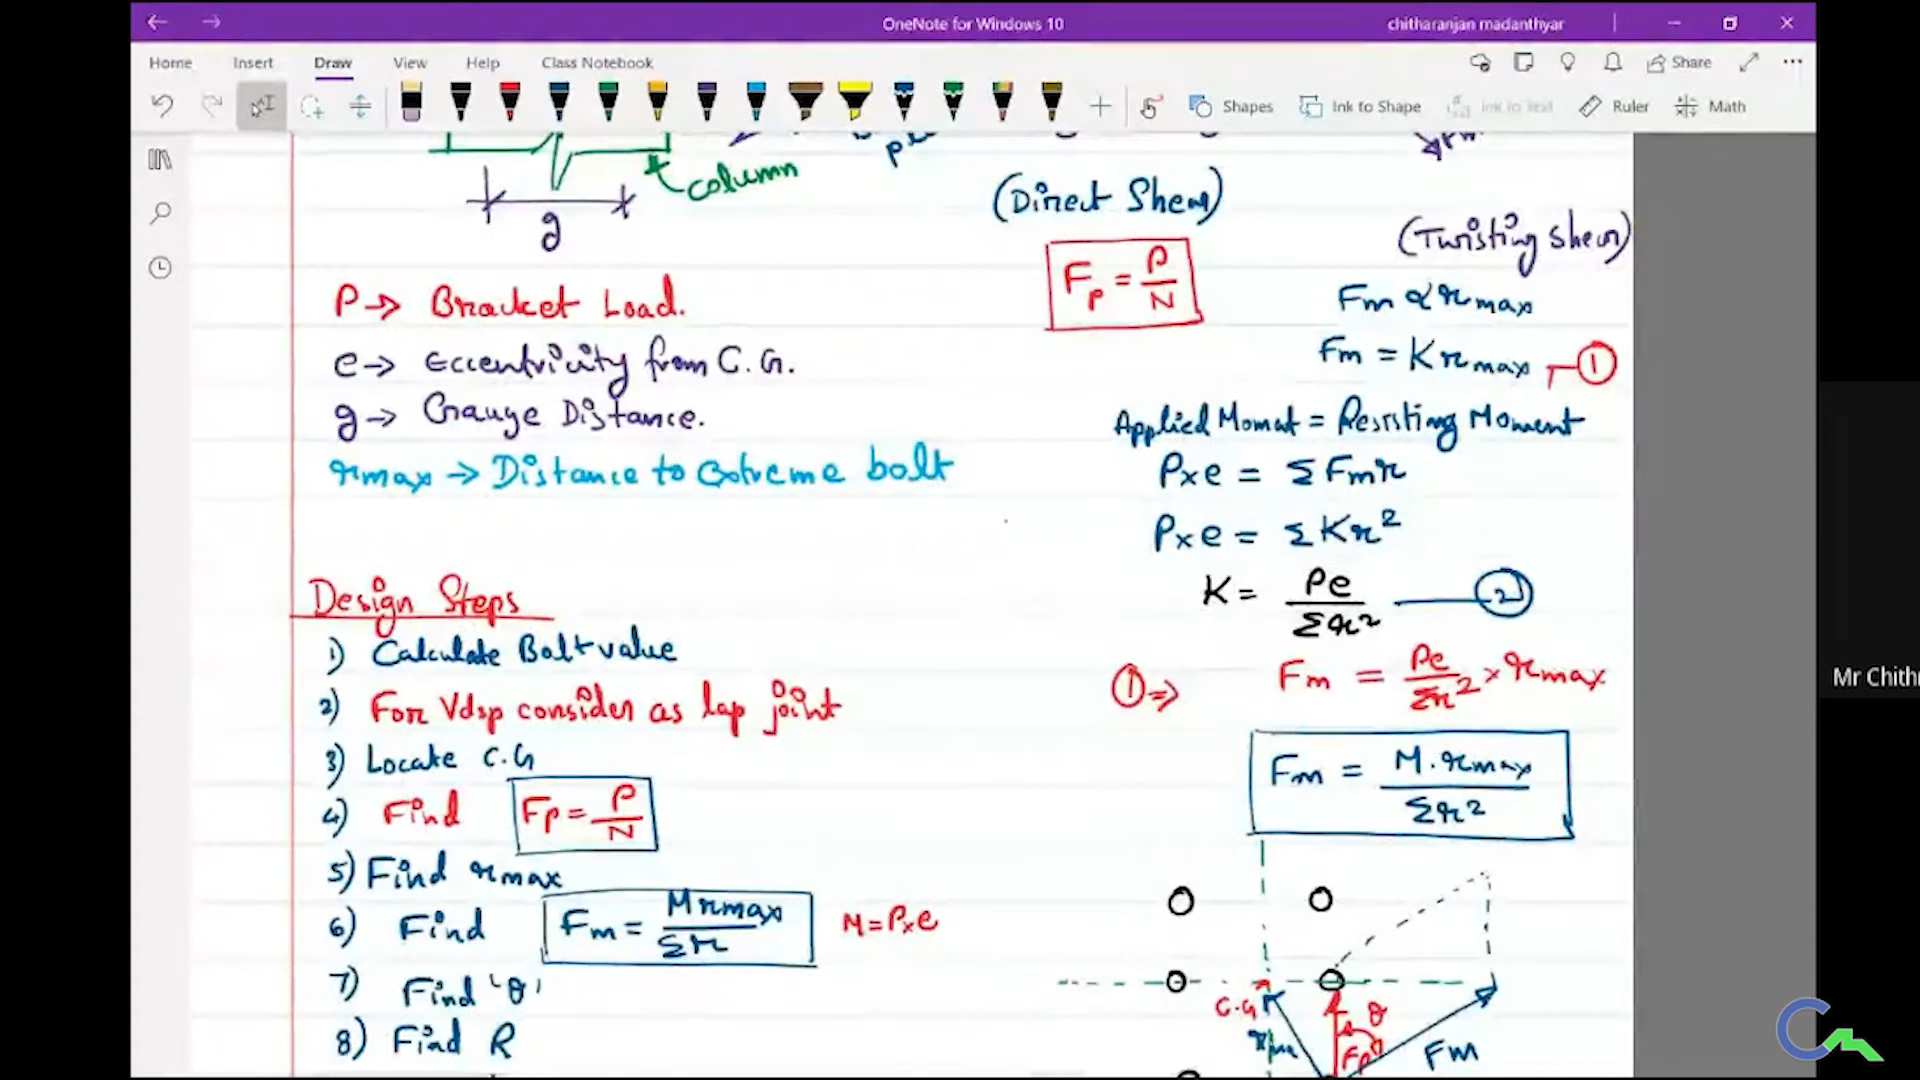 OneNote for Windows 10
chitharanjan madanthyar
Home Insert Draw View Help Class Notebook
Share
Shapes Ink to Shape Ink to Text Ruler Math
column
g
(Direct Shear)
(Twisting Shear)
Fp = P/N
P → Bracket Load.
Fm ∝ rmax
e → Eccentricity from C.G.
Fm = K rmax ①
g → Gauge Distance.
Applied Moment = Resisting Moment
rmax → Distance to extreme bolt
P x e = Σ Fm r
P x e = Σ K r²
K = Pe/Σr² ②
Design Steps
1) Calculate Bolt value
① ⇒ Fm = Pe/Σr² × rmax
2) For Vdsp consider as lap joint
3) Locate C.G
Fm = M.rmax/Σr²
4) Find Fp = P/N
5) Find rmax
6) Find Fm = M rmax/Σr M = P x e
7) Find 'θ'
C.G
θ
8) Find R
Fp
Fm
Mr Chith